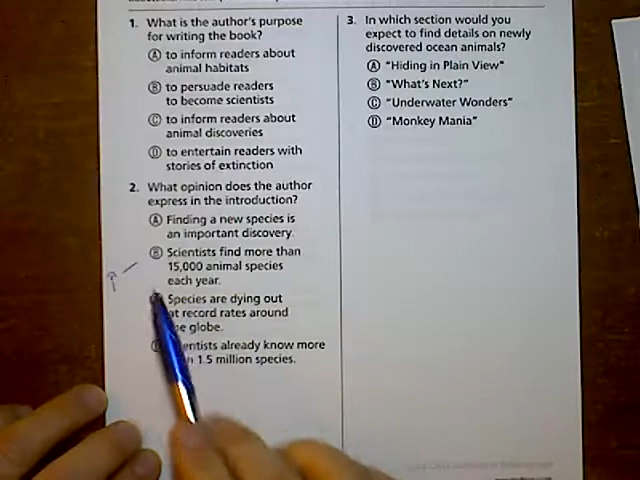 1. What is the author's purpose
for writing the book?
Ⓐ to inform readers about
animal habitats
Ⓑ to persuade readers
to become scientists
Ⓒ to inform readers about
animal discoveries
Ⓓ to entertain readers with
stories of extinction
2. What opinion does the author
express in the introduction?
Ⓐ Finding a new species is
an important discovery.
Ⓑ Scientists find more than
15,000 animal species
each year.
Species are dying out
at record rates around
globe.
already know more
1.5 million species.
3. In which section would you
expect to find details on newly
discovered ocean animals?
Ⓐ "Hiding in Plain View"
Ⓑ "What's Next?"
Ⓒ "Underwater Wonders"
Ⓓ "Monkey Mania"